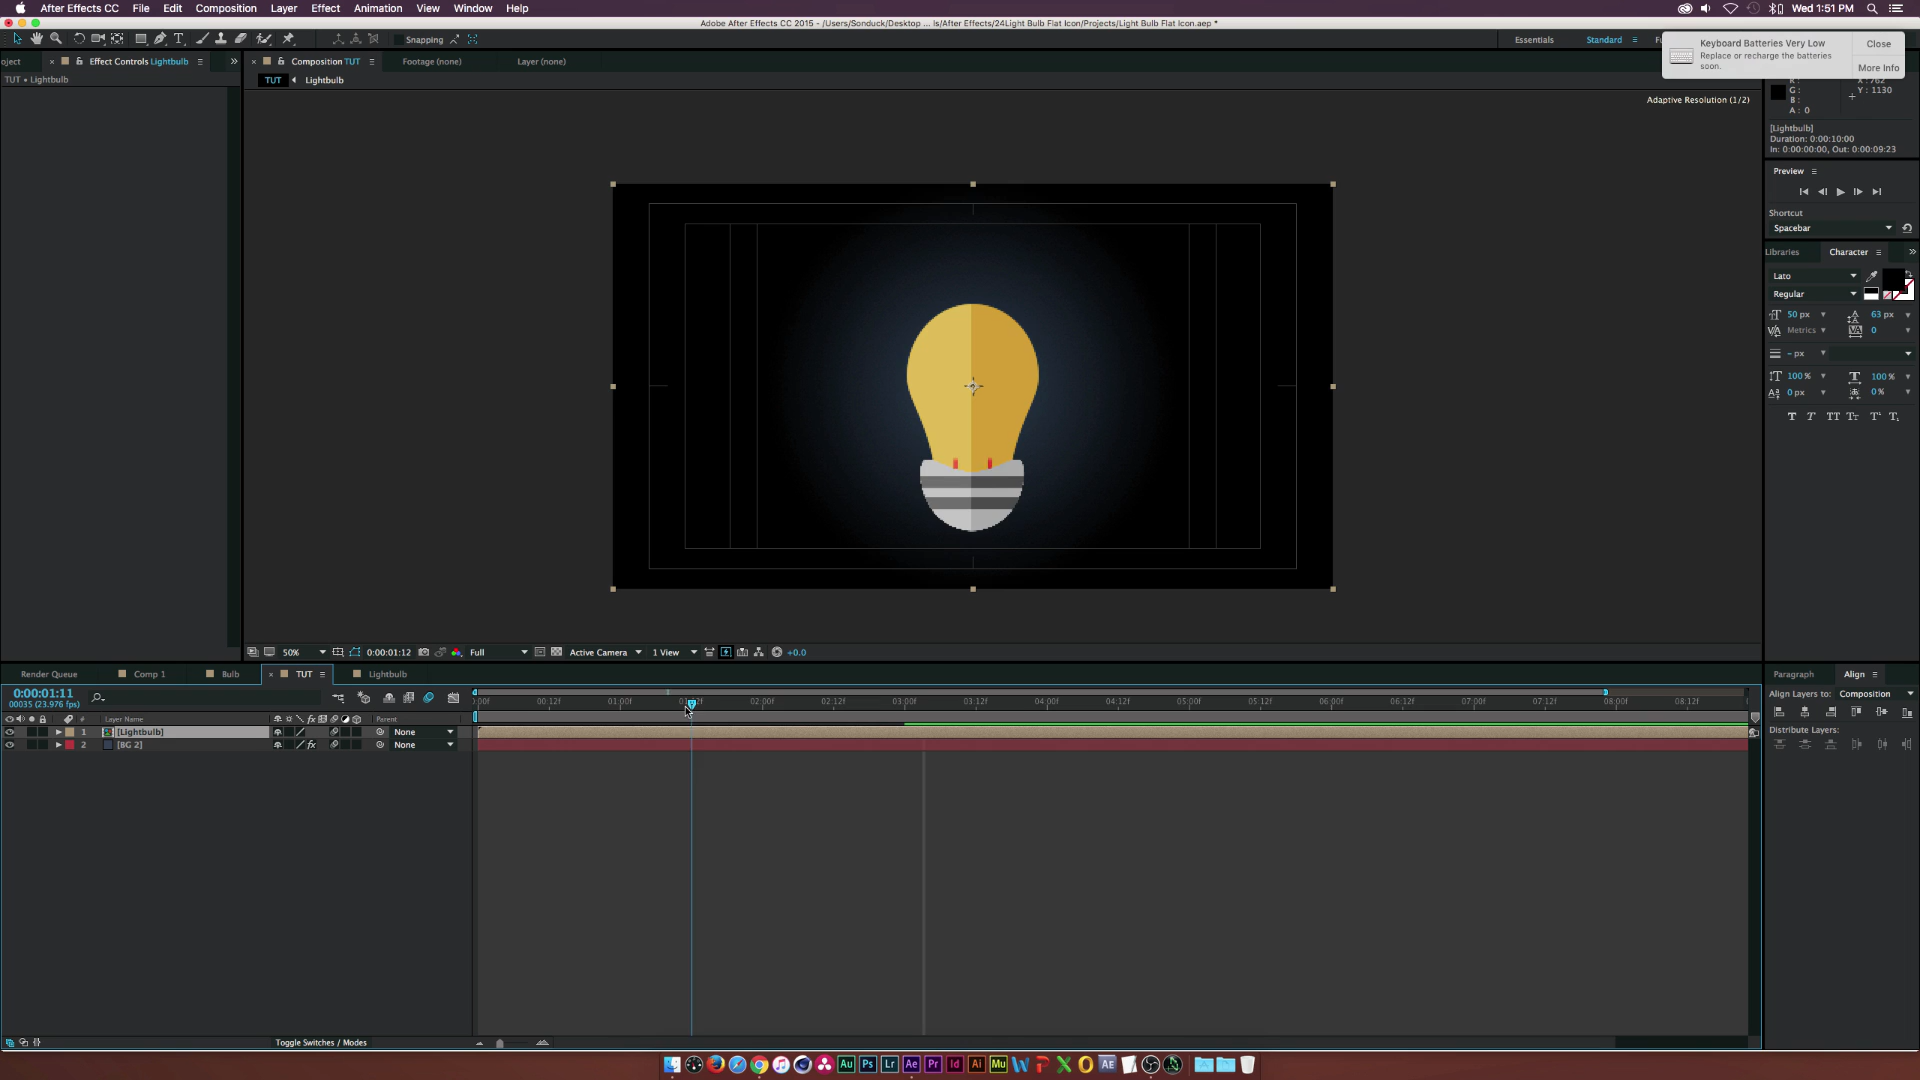 After Effects CC File Edit Composition Layer Effect Animation View Window Help
Wed 1:51 PM
Adobe After Effects CC 2015 - /Users/Sonduck/Desktop ... ls/After Effects/24Light Bulb Flat Icon/Projects/Light Bulb Flat Icon.aep *
Snapping
Essentials
Standard
Keyboard Batteries Very Low
Replace or recharge the batteries soon.
Close
More Info
oject
Effect Controls Lightbulb
Composition TUT
Footage (none)
Layer (none)
TUT • Lightbulb
TUT
Lightbulb
Adaptive Resolution (1/2)
G :
B :
A : 0
X : 762
Y : 1130
[Lightbulb]
Duration: 0:00:10:00
In: 0:00:00:00, Out: 0:00:09:23
Preview
Shortcut
Spacebar
Libraries
Character
Lato
Regular
50 px
63 px
Metrics
0
- px
100 %
100 %
0 px
0 %
50%
0:00:01:12
Full
Active Camera
1 View
+0.0
Render Queue
Comp 1
Bulb
TUT
Lightbulb
0:00:01:11
00035 (23.976 fps)
:00f 00:12f 01:00f 02:00f 02:12f 03:00f 03:12f 04:00f 04:12f 05:00f 05:12f 06:00f 06:12f 07:00f 07:12f 08:00f 08:12f
# Layer Name
Parent
1 [Lightbulb] None
2 [BG 2] fx None
Toggle Switches / Modes
Paragraph
Align
Align Layers to: Composition
Distribute Layers:
Au Ps Lr Ae Pr Id Ai Mu W P X O AE